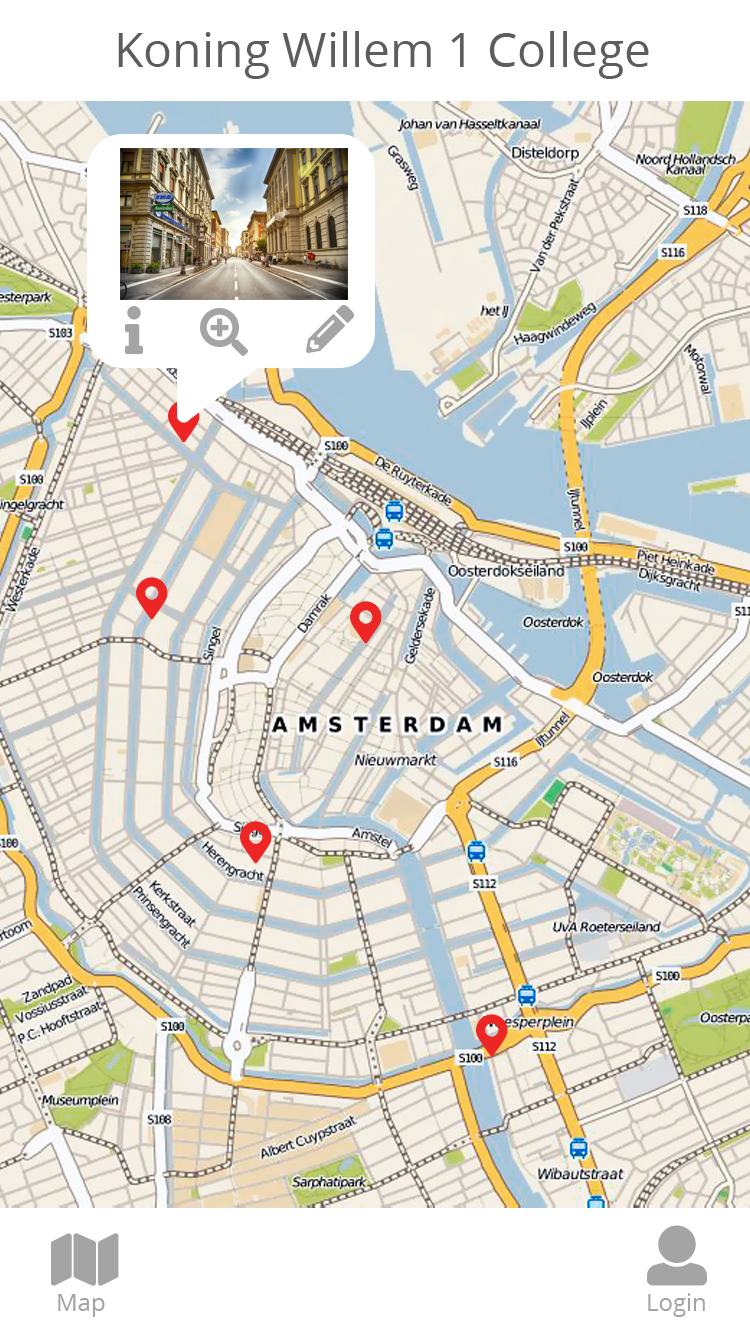 Koning Willem 1 College
Johan van Hasseltkanaal
Disteldorp
Grasweg
Noord Hollandsch
Kanaal
Van der Pekstraat
S118
S116
esterpark
het IJ
Haagwindeweg
S103
Motorwal
IJplein
S100
De Ruyterkade
S100
ingelgracht
IJtunnel
S100
Piet Heinkade
Dijksgracht
Oosterdokseiland
Westerkade
Damrak
Geldersekade
S11
Oosterdok
Singel
Oosterdok
AMSTERDAM
IJtunnel
Nieuwmarkt
S116
Amstel
100
Herengracht
S112
Kerkstraat
Prinsengracht
UvA Roeterseiland
rtoom
S100
Zandpad
Vossiusstraat
P.C. Hooftstraat
S100
esperplein
Oosterpa
S112
S100
Museumplein
S108
Albert Cuypstraat
Wibautstraat
Sarphatipark
Map
Login